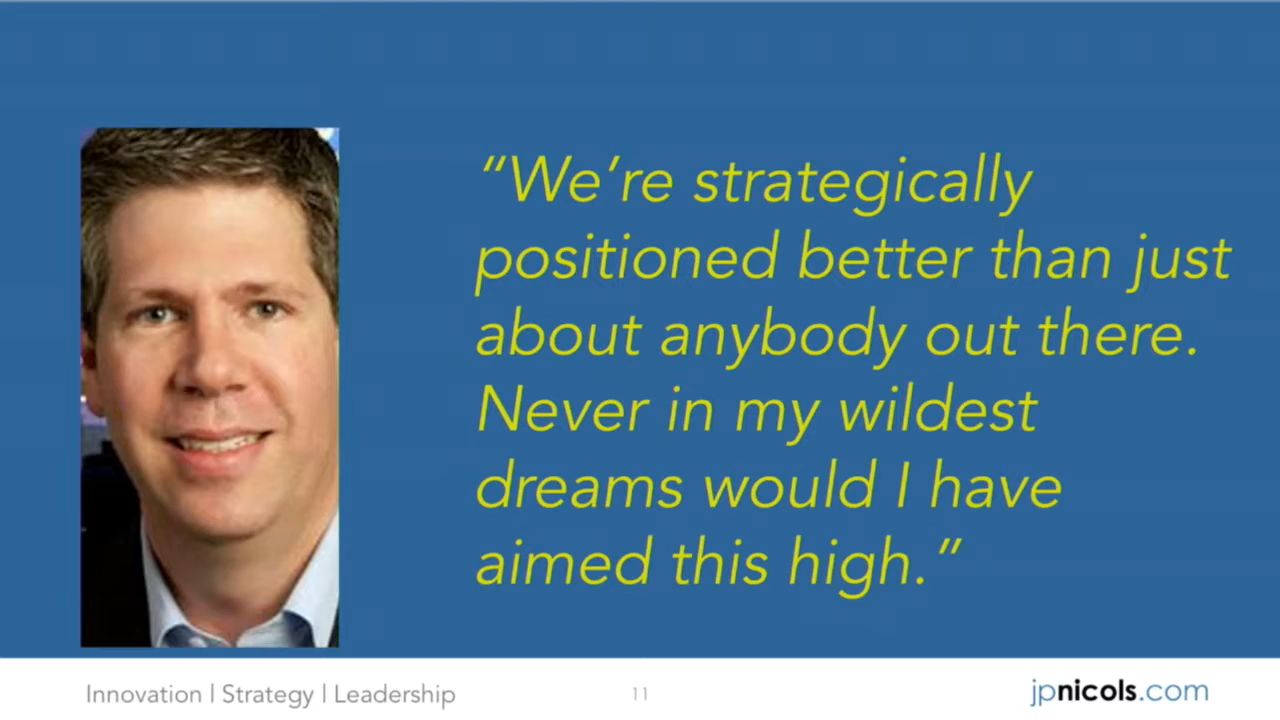 “We’re strategically
positioned better than just
about anybody out there.
Never in my wildest
dreams would I have
aimed this high.”
Innovation | Strategy | Leadership
11
jpnicols.com